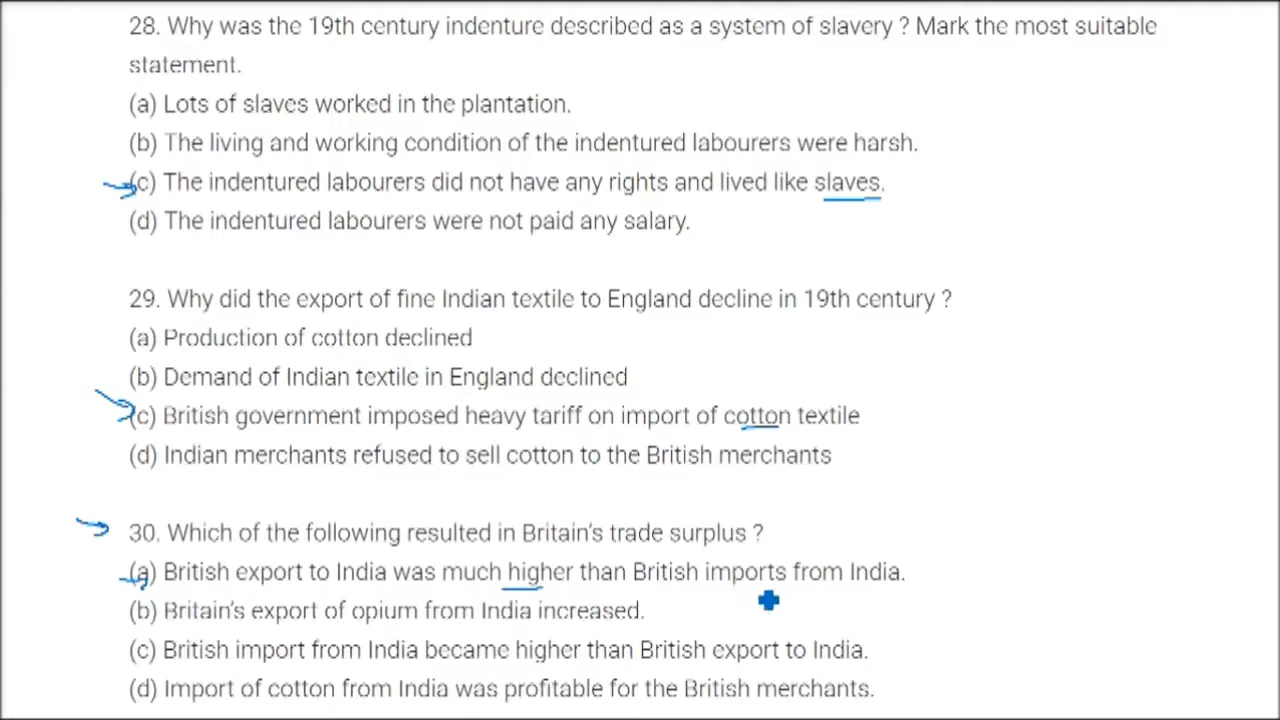 28. Why was the 19th century indenture described as a system of slavery ? Mark the most suitable
statement.
(a) Lots of slaves worked in the plantation.
(b) The living and working condition of the indentured labourers were harsh.
(c) The indentured labourers did not have any rights and lived like slaves.
(d) The indentured labourers were not paid any salary.
29. Why did the export of fine Indian textile to England decline in 19th century ?
(a) Production of cotton declined
(b) Demand of Indian textile in England declined
(c) British government imposed heavy tariff on import of cotton textile
(d) Indian merchants refused to sell cotton to the British merchants
30. Which of the following resulted in Britain's trade surplus ?
(a) British export to India was much higher than British imports from India.
(b) Britain's export of opium from India increased.
(c) British import from India became higher than British export to India.
(d) Import of cotton from India was profitable for the British merchants.